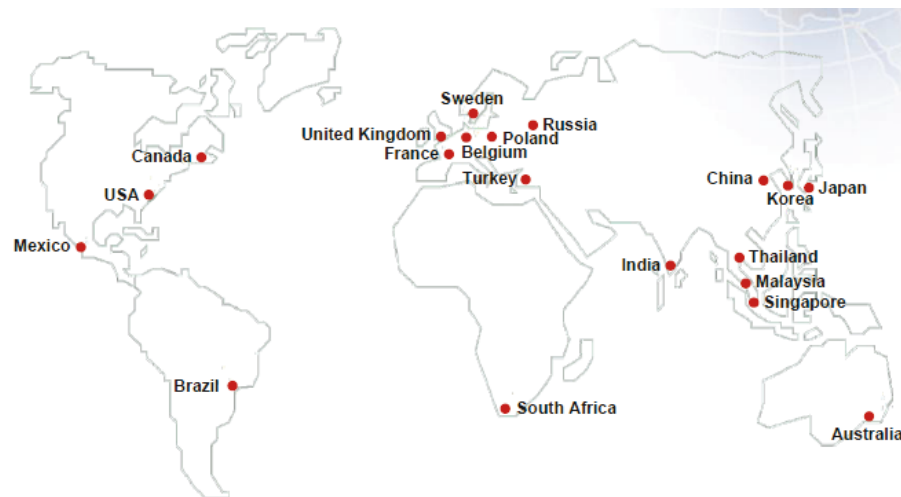 Sweden
Russia
United Kingdom
Poland
France
Belgium
Canada
Turkey
China
Japan
USA
Korea
Mexico
Thailand
India
Malaysia
Singapore
Brazil
South Africa
Australia